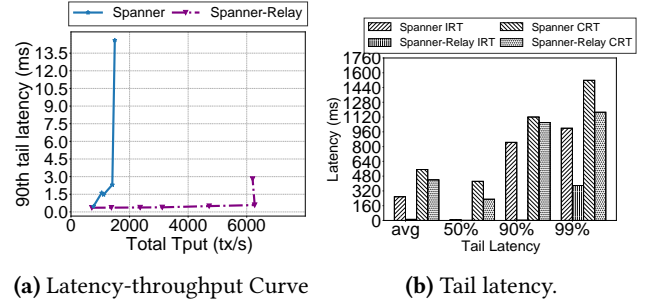 Spanner Spanner-Relay
90th tail latency (ms)
13.5
12.0
10.5
9.0
7.5
6.0
4.5
3.0
1.5
0.0
0 2000 4000 6000 8000
Total Tput (tx/s)
(a) Latency-throughput Curve
Spanner IRT Spanner CRT
Spanner-Relay IRT Spanner-Relay CRT
Latency (ms)
1760
1600
1440
1280
1120
960
800
640
480
320
160
0
avg 50% 90% 99%
Tail Latency
(b) Tail latency.